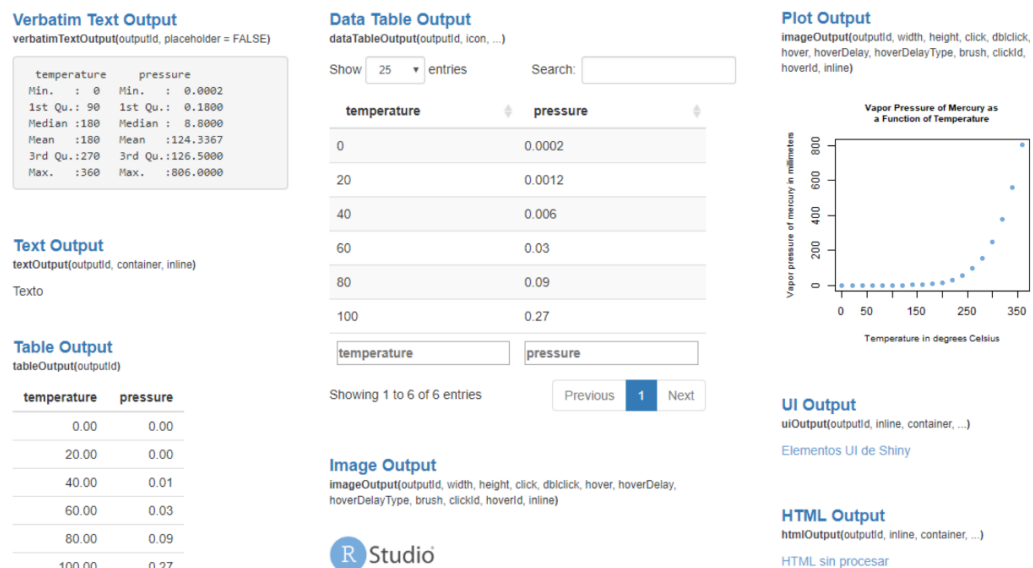 Verbatim Text Output
verbatimTextOutput(outputId, placeholder = FALSE)
temperature pressure
Min. : 0 Min. : 0.0002
1st Qu.: 90 1st Qu.: 0.1800
Median :180 Median : 8.8000
Mean :180 Mean :124.3367
3rd Qu.:270 3rd Qu.:126.5000
Max. :360 Max. :806.0000
Text Output
textOutput(outputId, container, inline)
Texto
Table Output
tableOutput(outputId)
temperature pressure
0.00 0.00
20.00 0.00
40.00 0.01
60.00 0.03
80.00 0.09
100.00 0.27
Data Table Output
dataTableOutput(outputId, icon, ...)
Show 25 entries Search:
temperature pressure
0 0.0002
20 0.0012
40 0.006
60 0.03
80 0.09
100 0.27
temperature pressure
Showing 1 to 6 of 6 entries Previous 1 Next
Image Output
imageOutput(outputId, width, height, click, dblclick, hover, hoverDelay,
hoverDelayType, brush, clickId, hoverId, inline)
R Studio
Plot Output
imageOutput(outputId, width, height, click, dblclick,
hover, hoverDelay, hoverDelayType, brush, clickId,
hoverId, inline)
Vapor Pressure of Mercury as
a Function of Temperature
Vapor pressure of mercury in millimeters
800
600
400
200
0
0 50 150 250 350
Temperature in degrees Celsius
UI Output
uiOutput(outputId, inline, container, ...)
Elementos UI de Shiny
HTML Output
htmlOutput(outputId, inline, container, ...)
HTML sin procesar